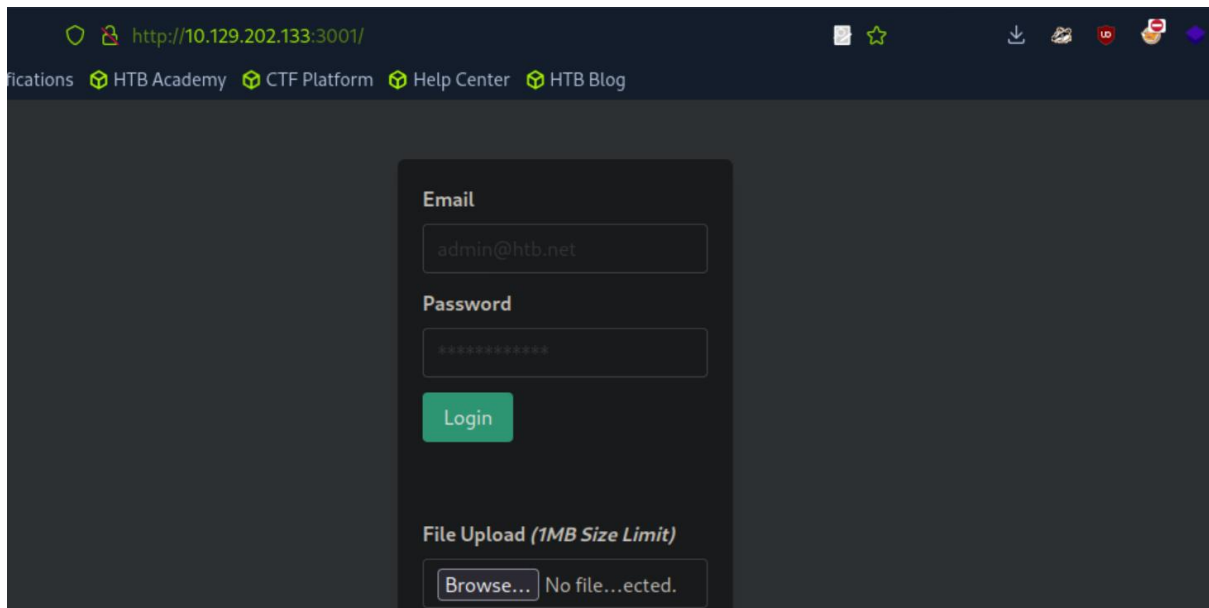 http://10.129.202.133:3001/
fications HTB Academy CTF Platform Help Center HTB Blog
Email
admin@htb.net
Password
************
Login
File Upload (1MB Size Limit)
Browse... No file...ected.